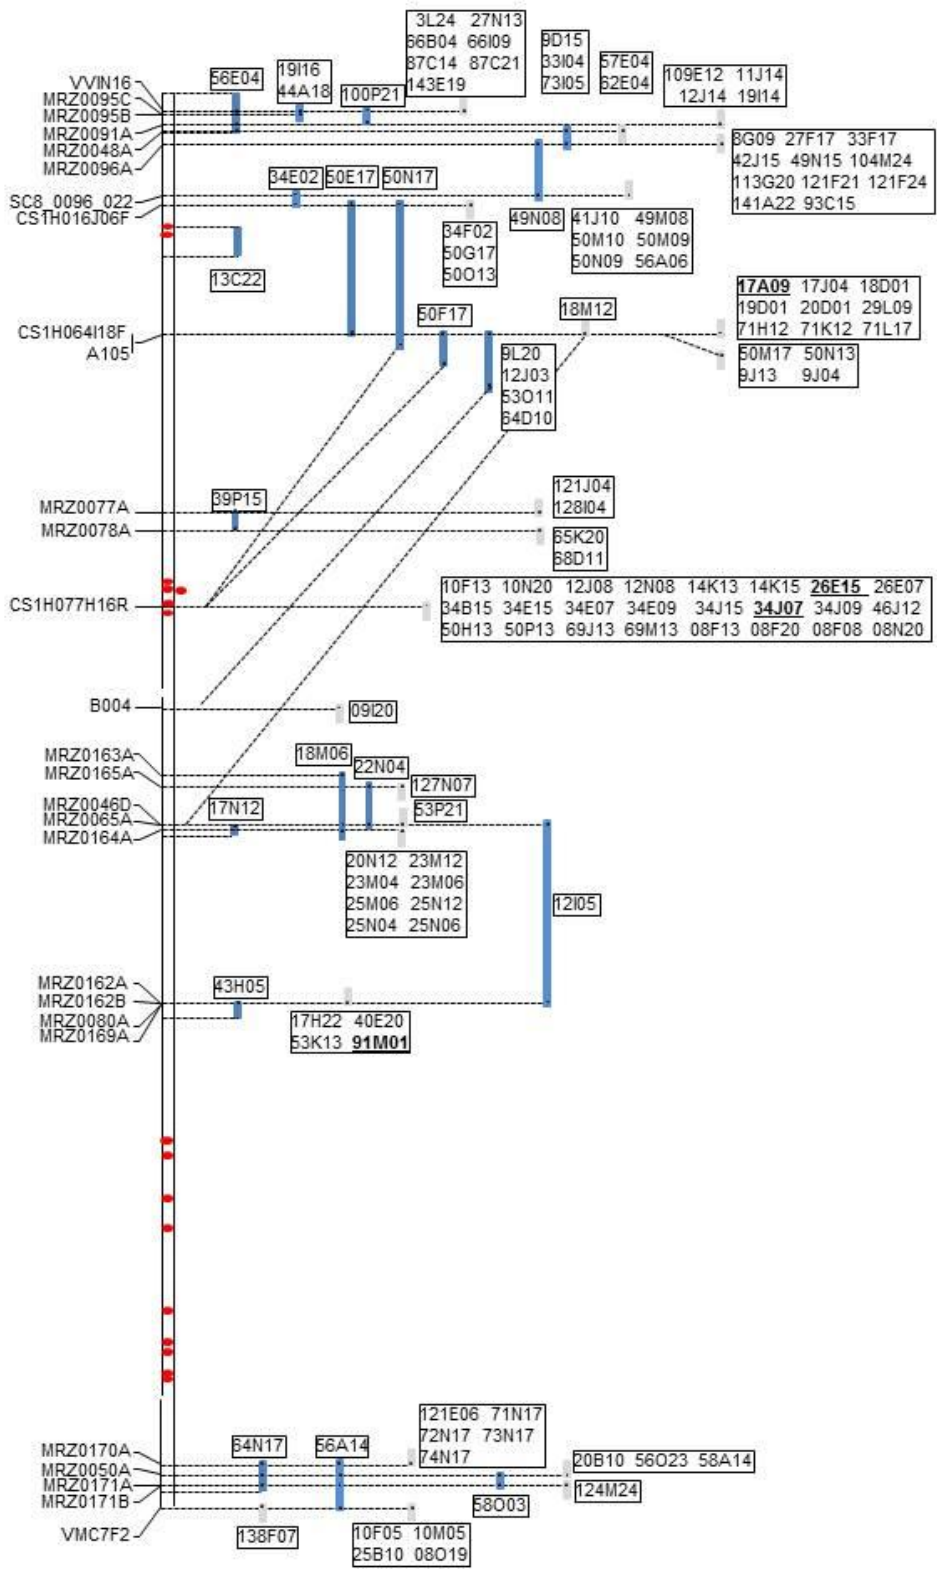 3L24 27N13
66B04 66I09
87C14 87C21
143E19
9D15
33I04
73I05
57E04
62E04
109E12 11J14
12J14 19I14
56E04
19I16
44A18
100P21
VVIN16
MRZ0095C
MRZ0095B
MRZ0091A
MRZ0048A
MRZ0096A
8G09 27F17 33F17
42J15 49N15 104M24
113G20 121F21 121F24
141A22 93C15
34E02 50E17 50N17
SC8_0096_022
CS1H016J06F
49N08
34F02
50G17
50O13
41J10 49M08
50M10 50M09
50N09 56A06
13C22
17A09 17J04 18D01
19D01 20D01 29L09
71H12 71K12 71L17
50F17
18M12
CS1H064I18F
A105
50M17 50N13
9J13 9J04
9L20
12J03
53O11
64D10
39P15
121J04
128I04
MRZ0077A
MRZ0078A
65K20
68D11
CS1H077H16R
10F13 10N20 12J08 12N08 14K13 14K15 26E15 26E07
34B15 34E15 34E07 34E09 34J15 34J07 34J09 46J12
50H13 50P13 69J13 69M13 08F13 08F20 08F08 08N20
B004
09I20
MRZ0163A
MRZ0165A
18M06
22N04
127N07
MRZ0046D
MRZ0065A
MRZ0164A
17N12
53P21
20N12 23M12
23M04 23M06
25M06 25N12
25N04 25N06
12I05
MRZ0162A
MRZ0162B
MRZ0080A
MRZ0169A
43H05
17H22 40E20
53K13 91M01
121E06 71N17
72N17 73N17
74N17
64N17
56A14
MRZ0170A
MRZ0050A
MRZ0171A
MRZ0171B
20B10 56O23 58A14
124M24
58O03
VMC7F2
138F07
10F05 10M05
25B10 08O19